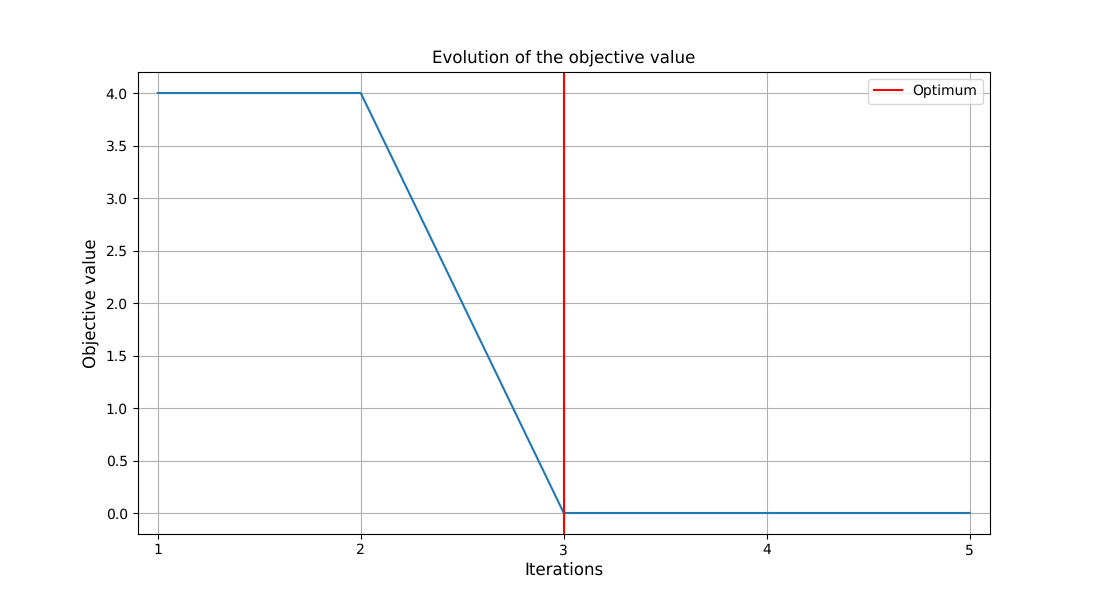 Evolution of the objective value
Optimum
Objective value
4.0
3.5
3.0
2.5
2.0
1.5
1.0
0.5
0.0
1 2 3 4 5
Iterations